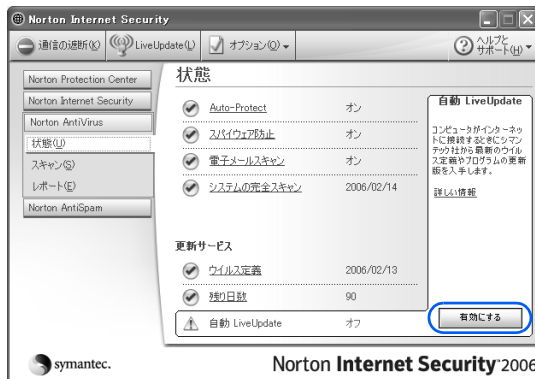 Norton Internet Security
通信の遮断(K)
LiveUpdate(L)
オプション(O)
ヘルプと
サポート(H)
Norton Protection Center
Norton Internet Security
Norton AntiVirus
状態(U)
スキャン(S)
レポート(E)
Norton AntiSpam
状態
Auto-Protect オン
スパイウェア防止 オン
電子メールスキャン オン
システムの完全スキャン 2006/02/14
更新サービス
ウイルス定義 2006/02/13
残り日数 90
自動 LiveUpdate オフ
自動 LiveUpdate
コンピュータがインターネッ
トに接続するときにシマン
テック社から最新のウイル
ス定義やプログラムの更新
版を入手します。
詳しい情報
有効にする
symantec.
Norton Internet Security 2006